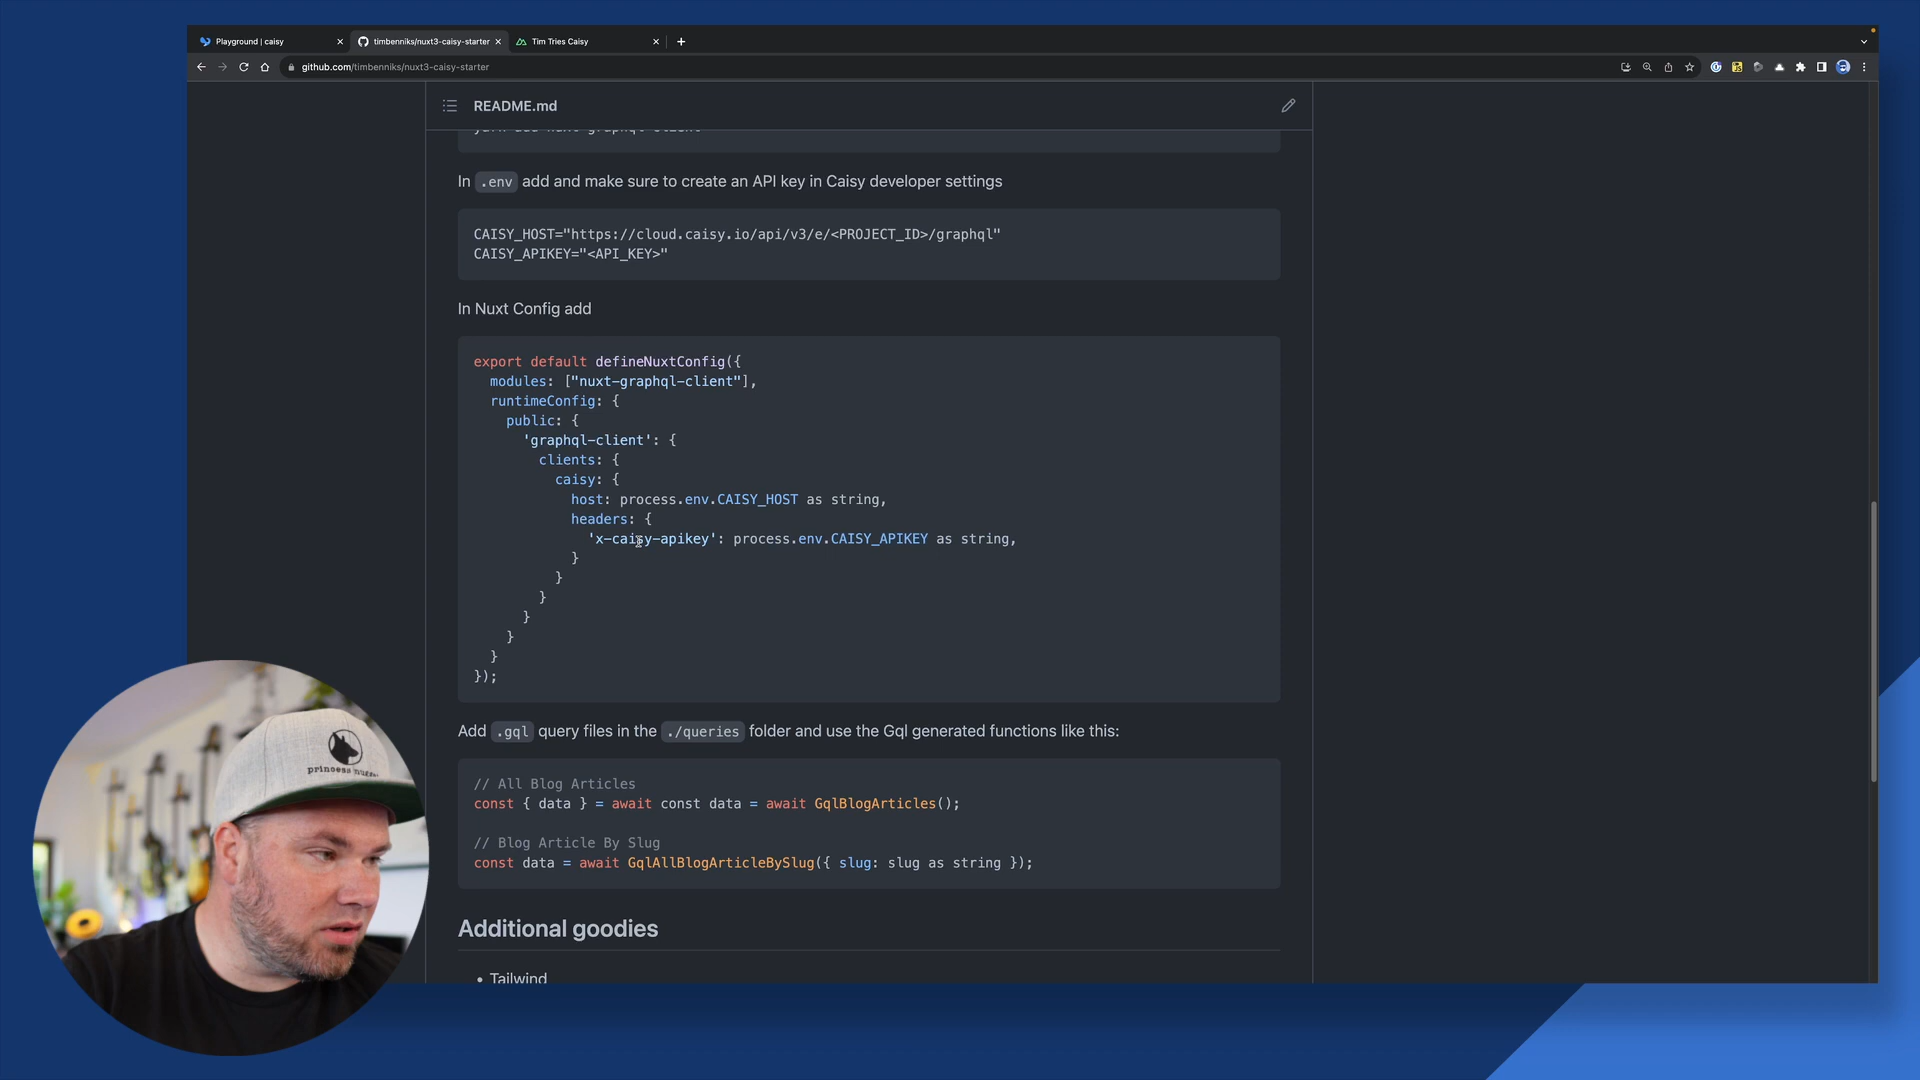 Playground | caisy
timbenniks/nuxt3-caisy-starter
Tim Tries Caisy
github.com/timbenniks/nuxt3-caisy-starter
README.md
yarn add nuxt-graphql-client
In .env add and make sure to create an API key in Caisy developer settings
CAISY_HOST="https://cloud.caisy.io/api/v3/e/<PROJECT_ID>/graphql"
CAISY_APIKEY="<API_KEY>"
In Nuxt Config add
export default defineNuxtConfig({
modules: ["nuxt-graphql-client"],
runtimeConfig: {
public: {
'graphql-client': {
clients: {
caisy: {
host: process.env.CAISY_HOST as string,
headers: {
'x-caisy-apikey': process.env.CAISY_APIKEY as string,
}
}
}
}
}
}
});
Add .gql query files in the ./queries folder and use the Gql generated functions like this:
// All Blog Articles
const { data } = await const data = await GqlBlogArticles();
// Blog Article By Slug
const data = await GqlAllBlogArticleBySlug({ slug: slug as string });
Additional goodies
• Tailwind
princess